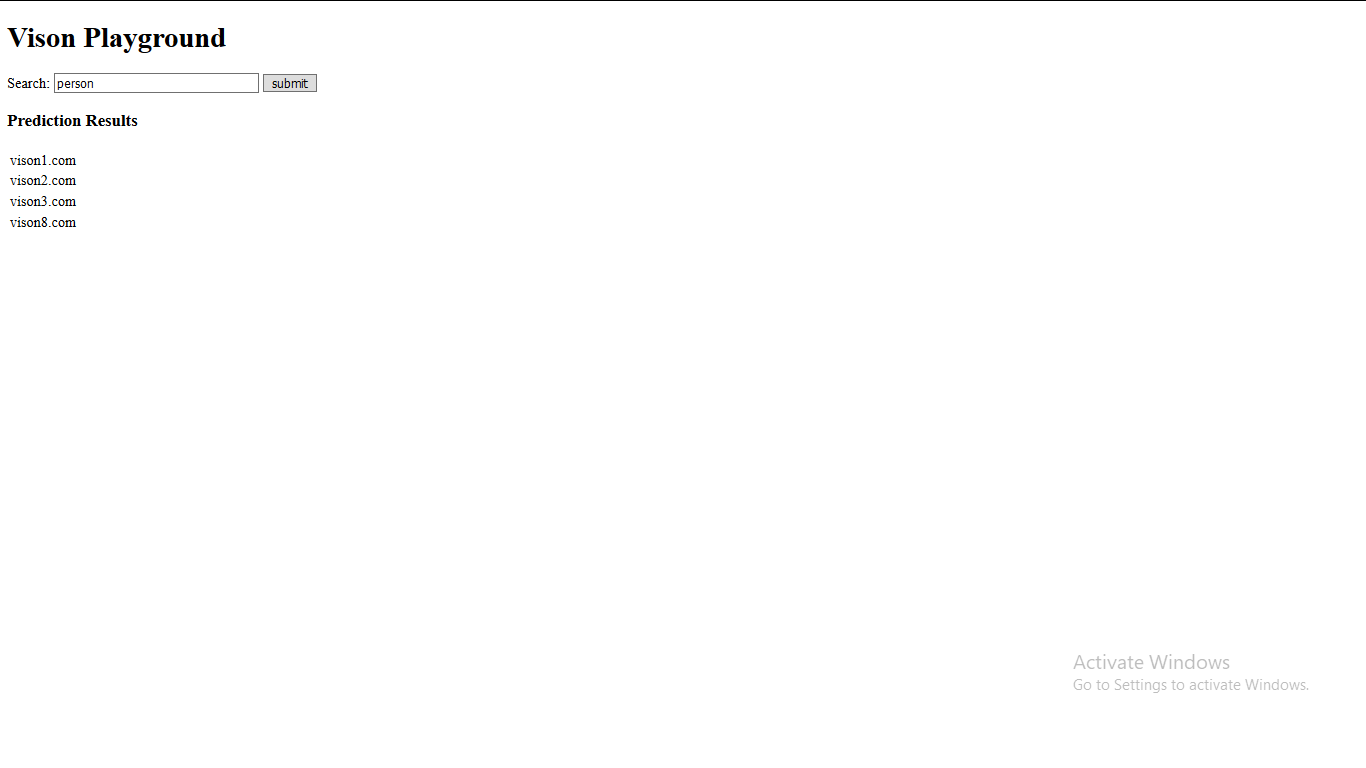 Vison Playground
Search: person submit
Prediction Results
vison1.com
vison2.com
vison3.com
vison8.com
Activate Windows
Go to Settings to activate Windows.